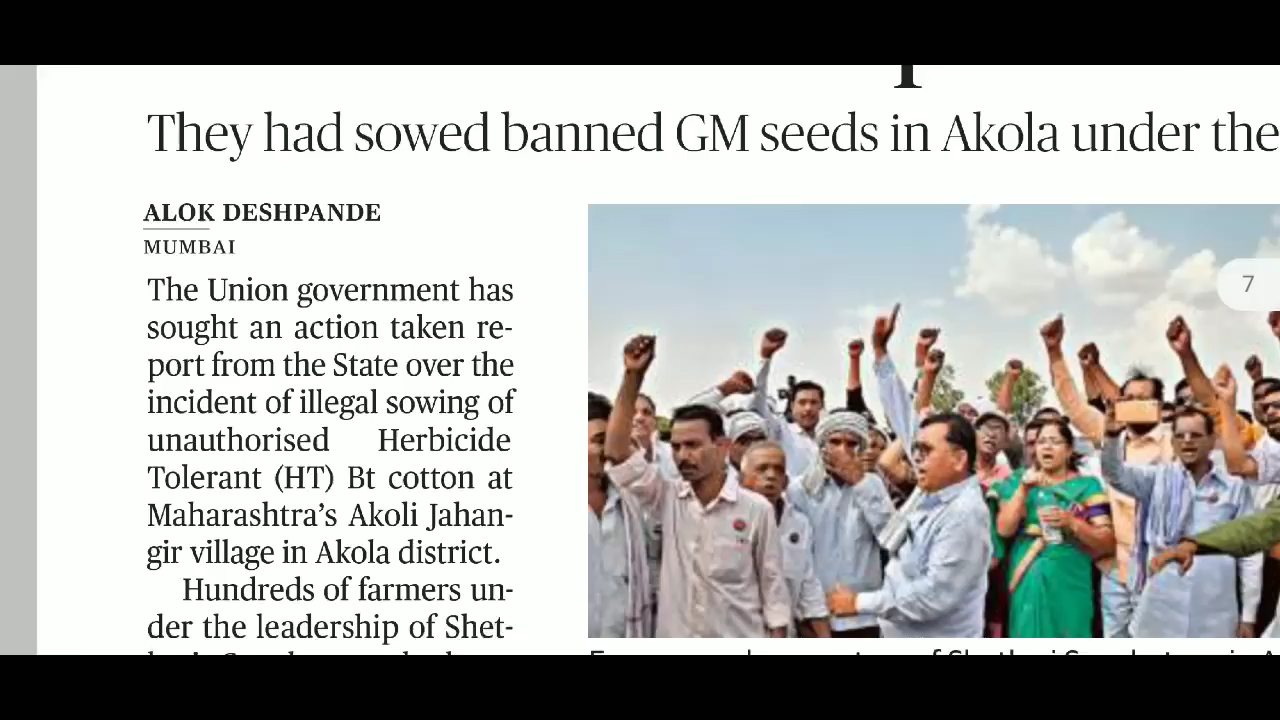 They had sowed banned GM seeds in Akola under the
ALOK DESHPANDE
MUMBAI
The Union government has
sought an action taken re-
port from the State over the
incident of illegal sowing of
unauthorised Herbicide
Tolerant (HT) Bt cotton at
Maharashtra's Akoli Jahan-
gir village in Akola district.
Hundreds of farmers un-
der the leadership of Shet-
7